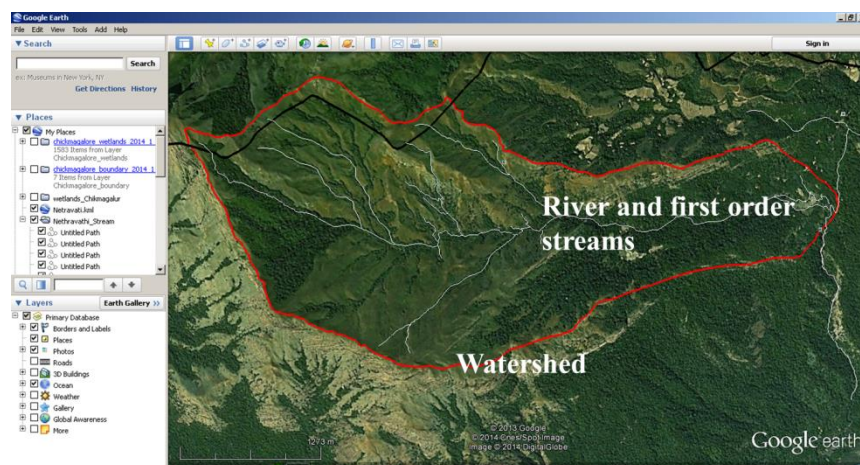 Google Earth
File Edit View Tools Add Help
Search
Search
ex: Museums in New York, NY
Get Directions History
Places
My Places
chickmagalore_wetlands_2014_1
1583 Items from Layer
Chickmagalore_wetlands
chickmagalore_boundary_2014_1
7 Items from Layer
Chickmagalore_boundary
wetlands_Chikmagalur
Netravati.kml
Nethravathi_Stream
Untitled Path
Untitled Path
Untitled Path
Untitled Path
Layers
Earth Gallery >>
Primary Database
Borders and Labels
Places
Photos
Roads
3D Buildings
Ocean
Weather
Gallery
Global Awareness
More
Sign in
River and first order
streams
Watershed
1273 m
© 2013 Google
© 2014 Cnes/Spot Image
Image © 2014 DigitalGlobe
Google earth